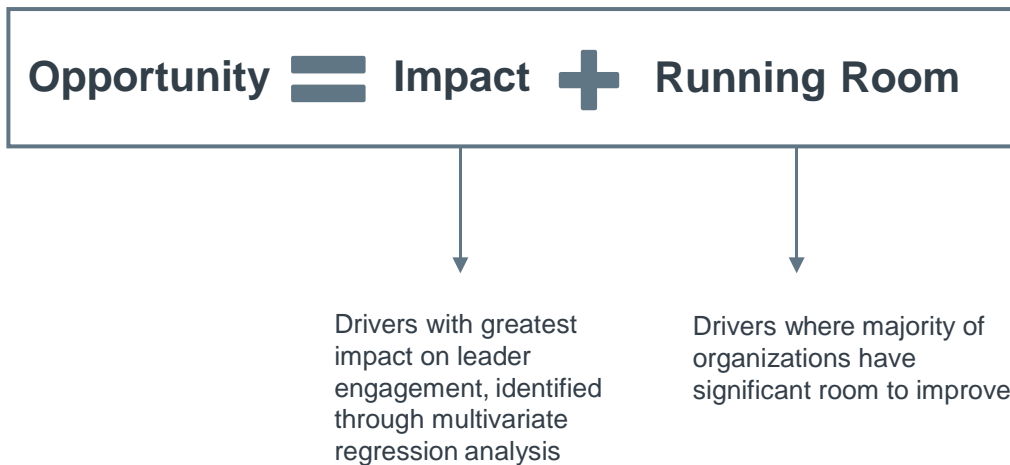 Opportunity = Impact + Running Room
Drivers with greatest
impact on leader
engagement, identified
through multivariate
regression analysis
Drivers where majority of
organizations have
significant room to improve